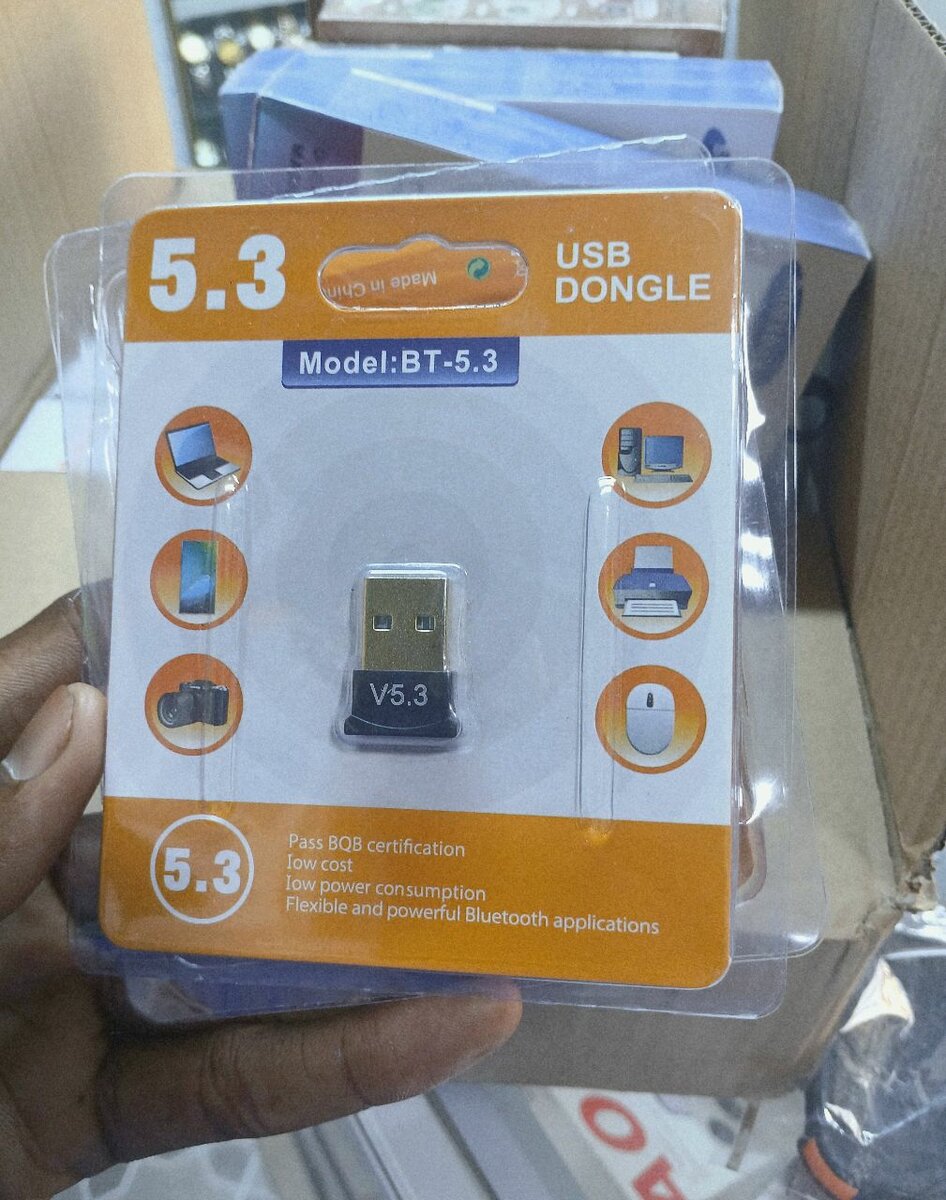 5.3
Made in Chin
USB
DONGLE
Model:BT-5.3
V5.3
5.3
Pass BQB certification
Iow cost
Iow power consumption
Flexible and powerful Bluetooth applications